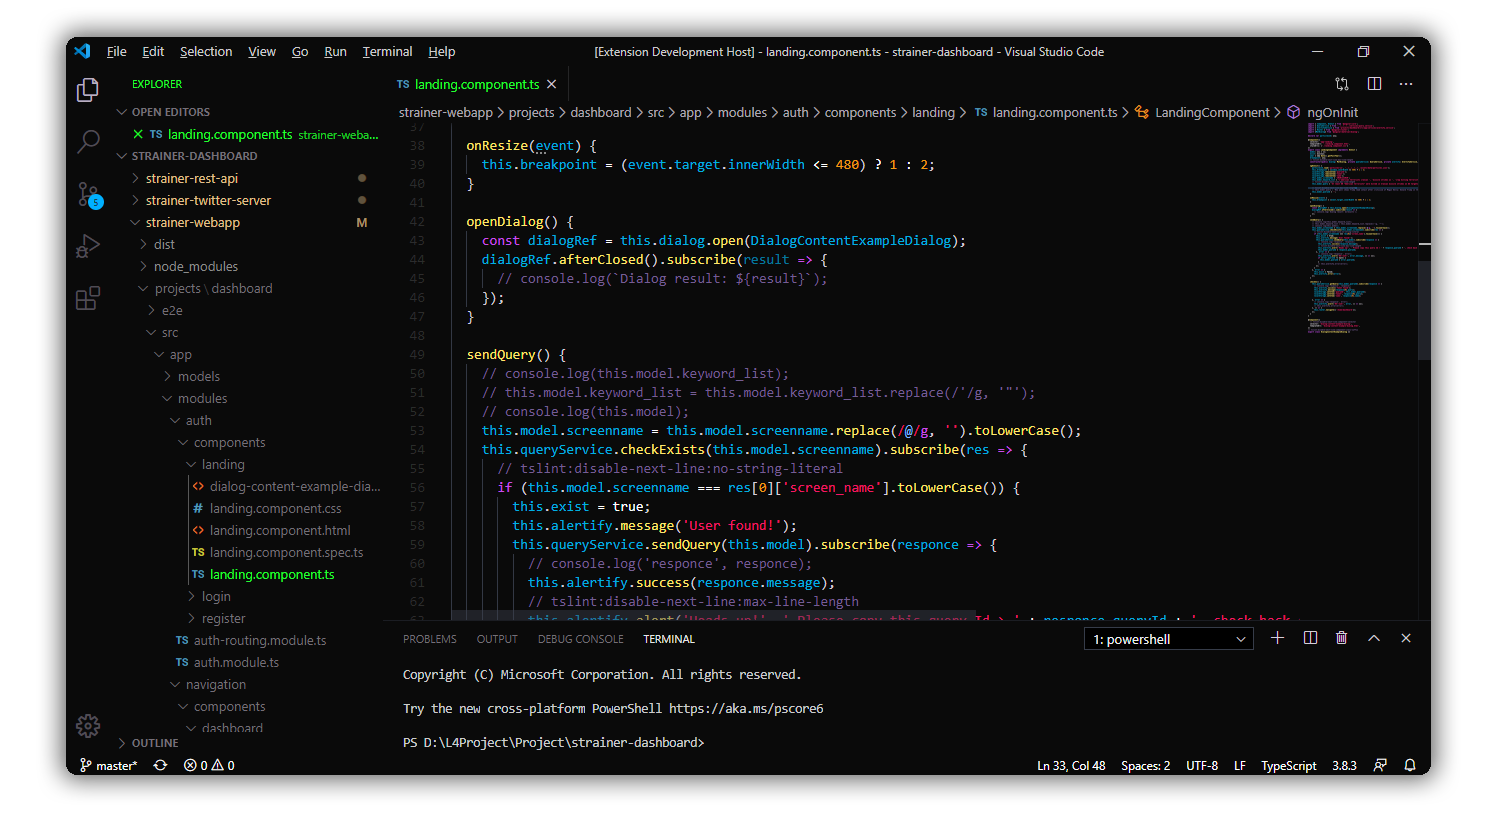 File Edit Selection View Go Run Terminal Help [Extension Development Host] - landing.component.ts - strainer-dashboard - Visual Studio Code
EXPLORER
OPEN EDITORS
TS landing.component.ts strainer-weba...
STRAINER-DASHBOARD
strainer-rest-api
strainer-twitter-server
strainer-webapp M
dist
node_modules
projects \ dashboard
e2e
src
app
models
modules
auth
components
landing
dialog-content-example-dia...
# landing.component.css
<> landing.component.html
TS landing.component.spec.ts
TS landing.component.ts
login
register
TS auth-routing.module.ts
TS auth.module.ts
navigation
components
dashboard
OUTLINE
5
TS landing.component.ts
strainer-webapp > projects > dashboard > src > app > modules > auth > components > landing > TS landing.component.ts > LandingComponent > ngOnInit
37
38 onResize(event) {
39 this.breakpoint = (event.target.innerWidth <= 480) ? 1 : 2;
40 }
41
42 openDialog() {
43 const dialogRef = this.dialog.open(DialogContentExampleDialog);
44 dialogRef.afterClosed().subscribe(result => {
45 // console.log(`Dialog result: ${result}`);
46 });
47 }
48
49 sendQuery() {
50 // console.log(this.model.keyword_list);
51 // this.model.keyword_list = this.model.keyword_list.replace(/'/g, '"');
52 // console.log(this.model);
53 this.model.screenname = this.model.screenname.replace(/@/g, '').toLowerCase();
54 this.queryService.checkExists(this.model.screenname).subscribe(res => {
55 // tslint:disable-next-line:no-string-literal
56 if (this.model.screenname === res[0]['screen_name'].toLowerCase()) {
57 this.exist = true;
58 this.alertify.message('User found!');
59 this.queryService.sendQuery(this.model).subscribe(responce => {
60 // console.log('responce', responce);
61 this.alertify.success(responce.message);
62 // tslint:disable-next-line:max-line-length
PROBLEMS OUTPUT DEBUG CONSOLE TERMINAL 1: powershell
Copyright (C) Microsoft Corporation. All rights reserved.
Try the new cross-platform PowerShell https://aka.ms/pscore6
PS D:\L4Project\Project\strainer-dashboard>
master* 0 0 Ln 33, Col 48 Spaces: 2 UTF-8 LF TypeScript 3.8.3